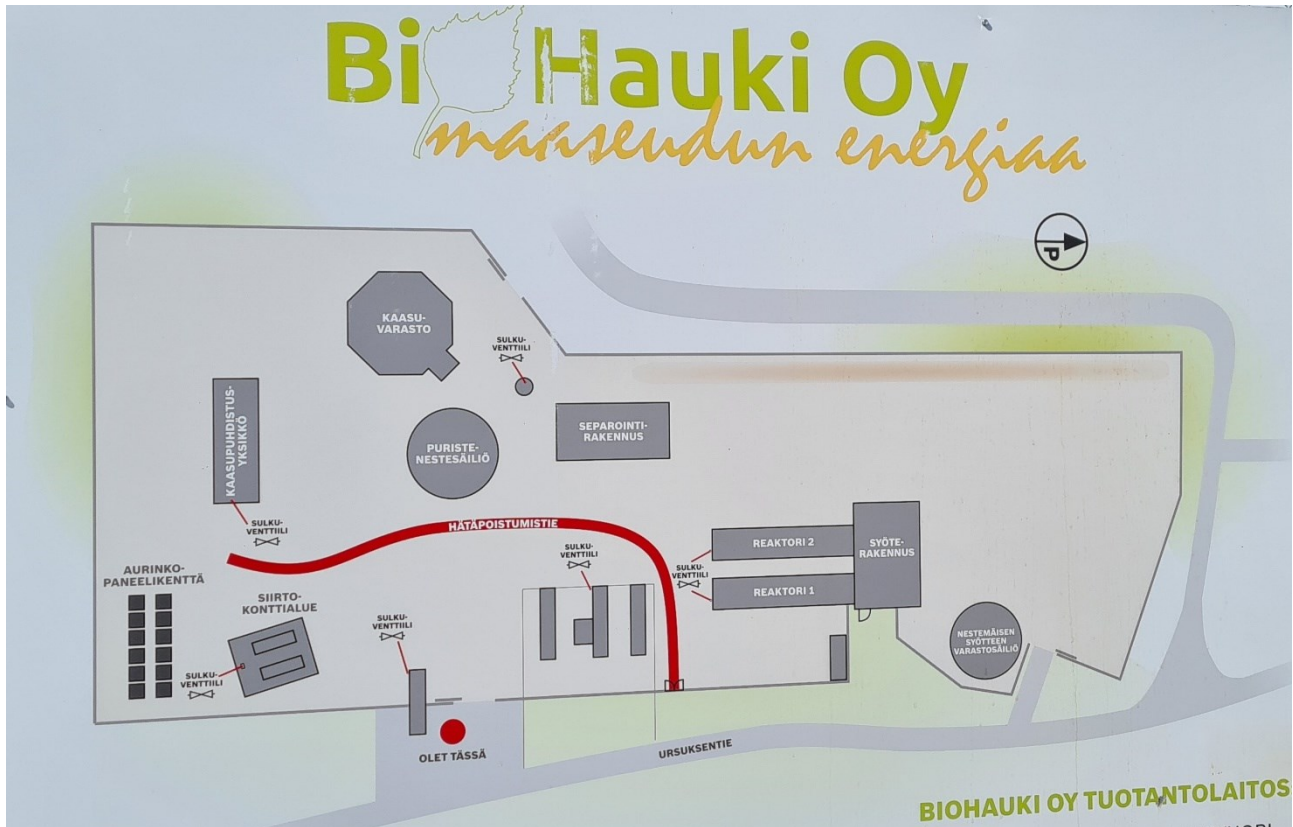 BioHauki Oy
maaseudun energiaa
P
KAASU-
VARASTO
SULKU-
VENTTIILI
KAASUPUHDISTUS-
YKSIKKÖ
PURISTE-
NESTESÄILIÖ
SEPAROINTI-
RAKENNUS
SULKU-
VENTTIILI
HÄTÄPOISTUMISTIE
SULKU-
VENTTIILI
REAKTORI 2
SULKU-
VENTTIILI
REAKTORI 1
SYÖTE-
RAKENNUS
AURINKO-
PANEELIKENTTÄ
SIIRTO-
KONTTIALUE
SULKU-
VENTTIILI
SULKU-
VENTTIILI
NESTEMÄISEN
SYÖTTEEN
VARASTOSÄILIÖ
OLET TÄSSÄ
URSUKSENTIE
BIOHAUKI OY TUOTANTOLAITOS